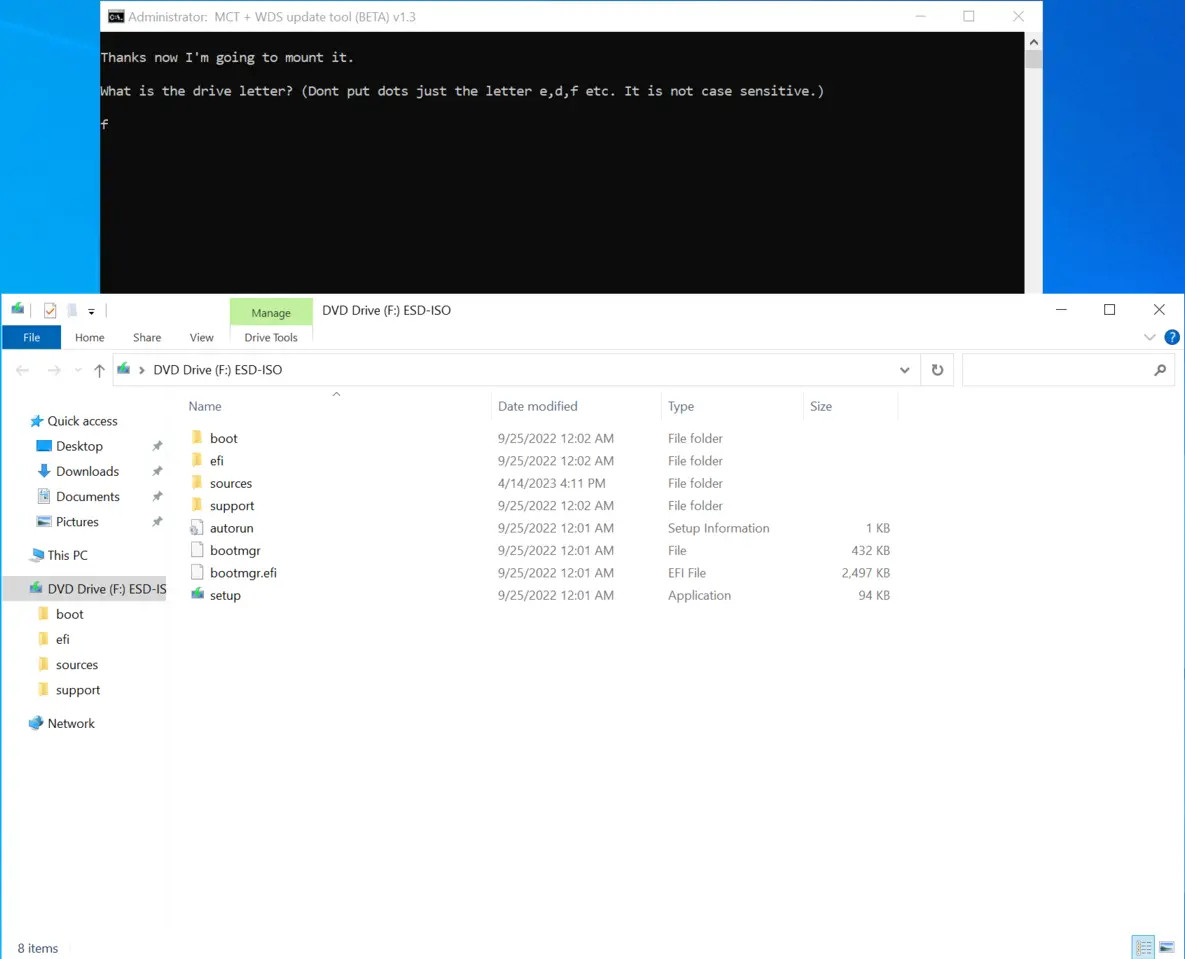 Administrator:  MCT + WDS update tool (BETA) v1.3
Thanks now I'm going to mount it.
What is the drive letter? (Dont put dots just the letter e,d,f etc. It is not case sensitive.)
f
Manage DVD Drive (F:) ESD-ISO
File Home Share View Drive Tools
DVD Drive (F:) ESD-ISO
Name Date modified Type Size
boot 9/25/2022 12:02 AM File folder
efi 9/25/2022 12:02 AM File folder
sources 4/14/2023 4:11 PM File folder
support 9/25/2022 12:02 AM File folder
autorun 9/25/2022 12:01 AM Setup Information 1 KB
bootmgr 9/25/2022 12:01 AM File 432 KB
bootmgr.efi 9/25/2022 12:01 AM EFI File 2,497 KB
setup 9/25/2022 12:01 AM Application 94 KB
Quick access
Desktop
Downloads
Documents
Pictures
This PC
DVD Drive (F:) ESD-IS
boot
efi
sources
support
Network
8 items